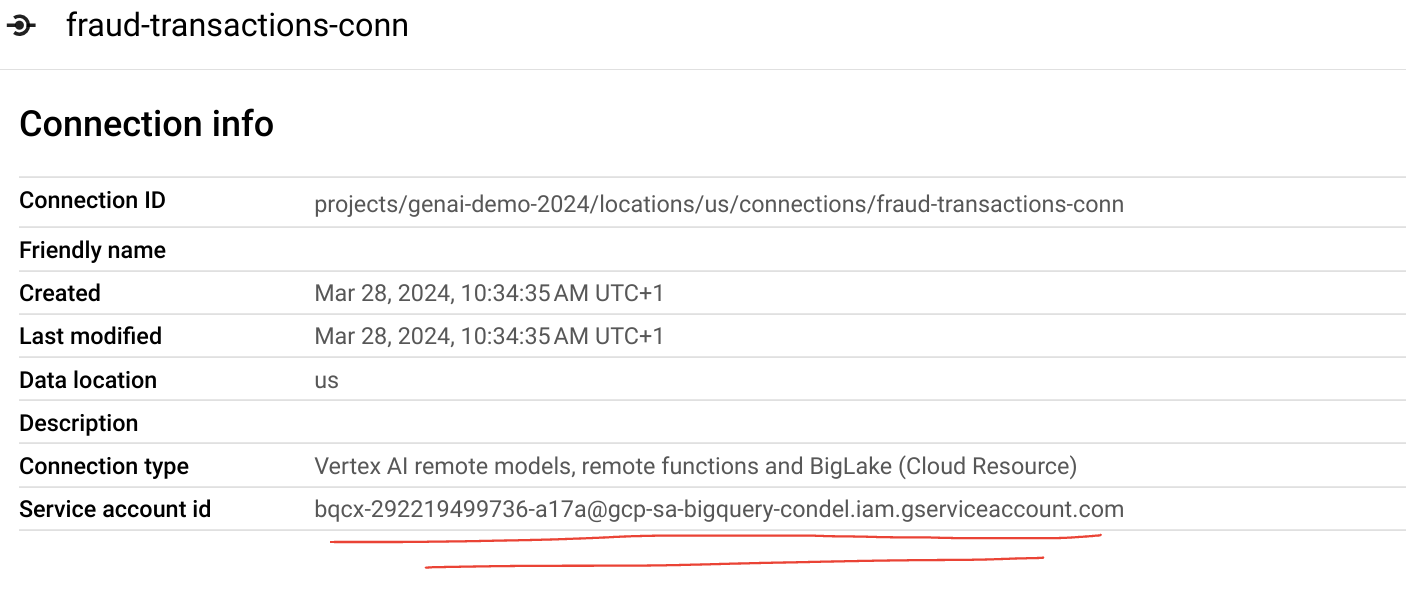 fraud-transactions-conn
Connection info
Connection ID projects/genai-demo-2024/locations/us/connections/fraud-transactions-conn
Friendly name
Created Mar 28, 2024, 10:34:35 AM UTC+1
Last modified Mar 28, 2024, 10:34:35 AM UTC+1
Data location us
Description
Connection type Vertex AI remote models, remote functions and BigLake (Cloud Resource)
Service account id bqcx-292219499736-a17a@gcp-sa-bigquery-condel.iam.gserviceaccount.com